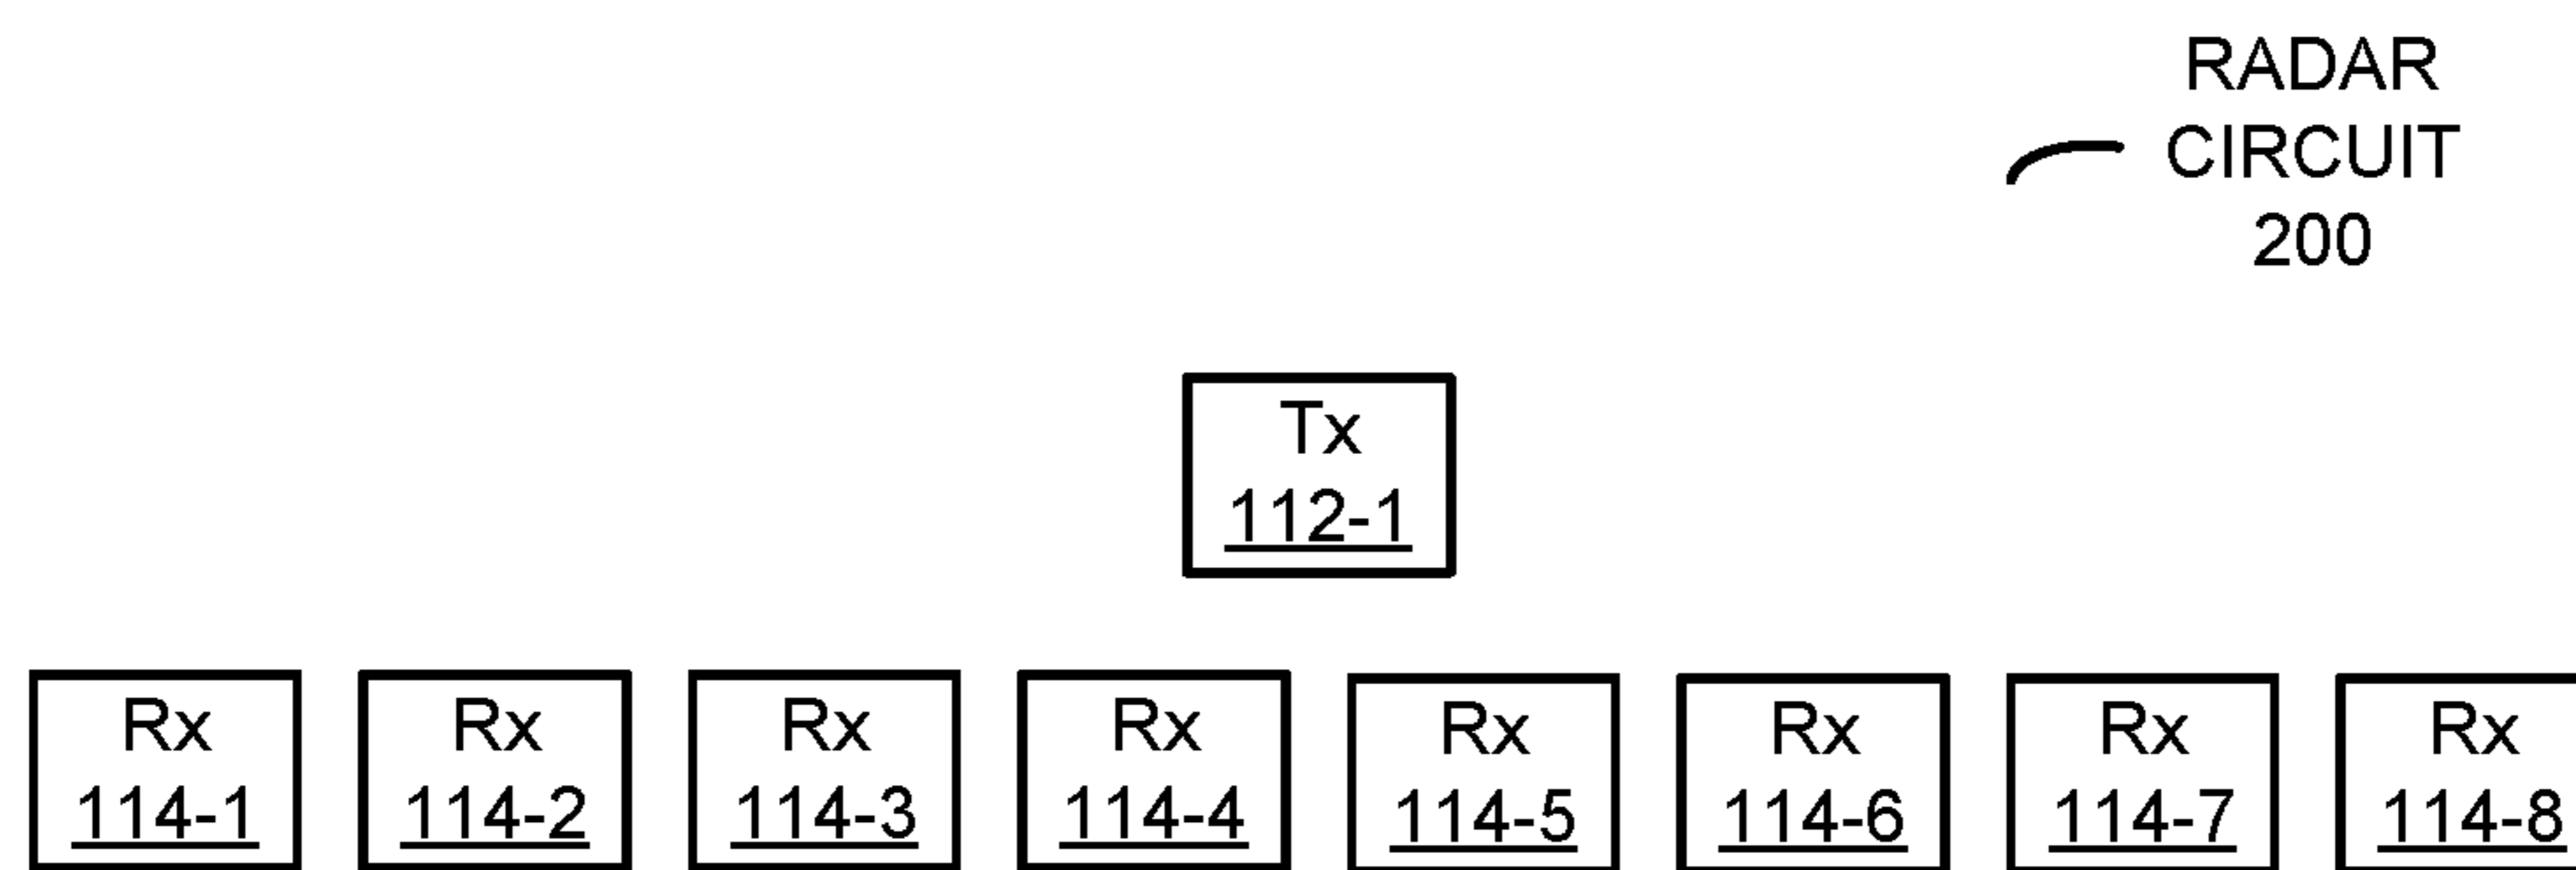 RADAR
CIRCUIT
200
Tx
112-1
Rx
114-1
Rx
114-2
Rx
114-3
Rx
114-4
Rx
114-5
Rx
114-6
Rx
114-7
Rx
114-8